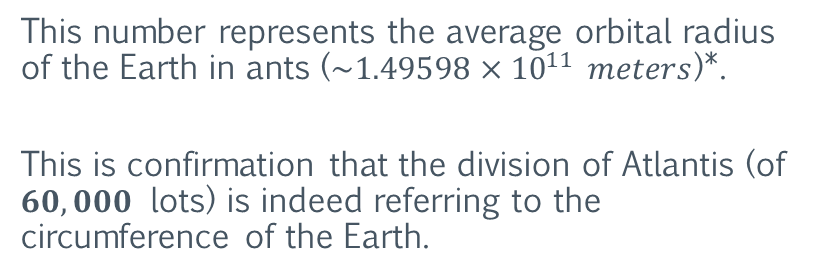 This number represents the average orbital radius
of the Earth in ants (~1.49598 × 10¹¹ meters)*.
This is confirmation that the division of Atlantis (of
60,000 lots) is indeed referring to the
circumference of the Earth.